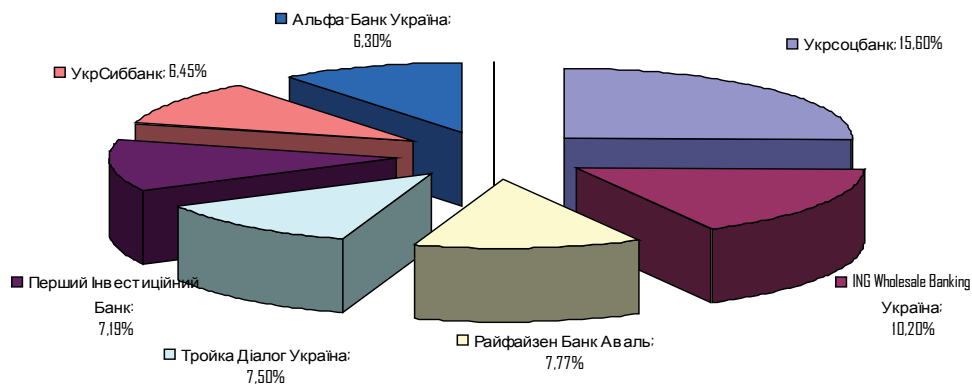 Альфа-Банк Україна;
6,30%
Укрсоцбанк; 15,60%
УкрСиббанк; 6,45%
Перший Інвестиційний
Банк;
7,19%
ING Wholesale Banking
Україна;
10,20%
Тройка Діалог Україна;
7,50%
Райфайзен Банк Аваль;
7,77%